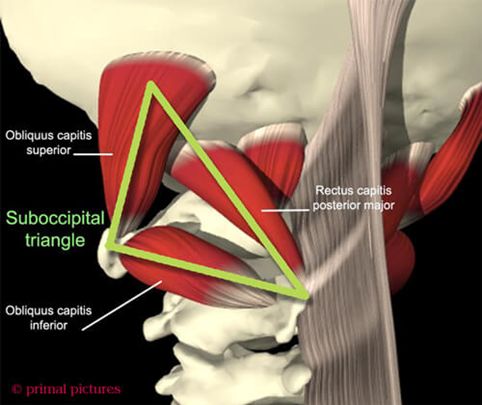 Obliquus capitis
superior
Rectus capitis
posterior major
Suboccipital
triangle
Obliquus capitis
inferior
© primal pictures